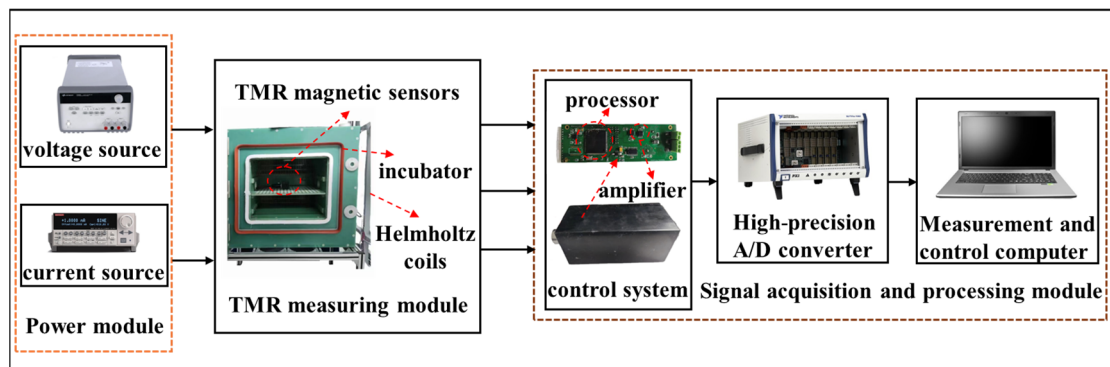 voltage source
current source
Power module
TMR magnetic sensors
incubator
Helmholtz
coils
TMR measuring module
processor
amplifier
control system
High-precision
A/D converter
Measurement and
control computer
Signal acquisition and processing module